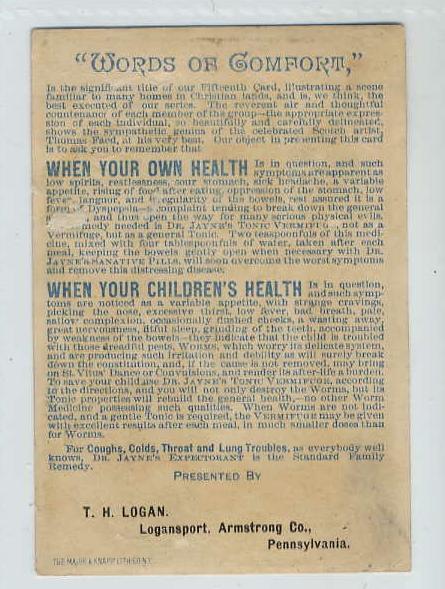 "WORDS OF COMFORT,"
Is the significant title of our Fifteenth Card, illustrating a scene
familiar to many homes in Christian lands, and is, we think, the
best executed of our series. The reverent air and thoughtful
countenance of each member of the group—the appropriate expres-
sion of each individual, so beautifully and carefully delineated,
shows the sympathetic genius of the celebrated Scotch artist,
Thomas Faed, at his very best. Our object in presenting this card
is to ask you to remember that
WHEN YOUR OWN HEALTH Is in question, and such
symptoms are apparent as
low spirits, restlessness, sour stomach, sick headache, a variable
appetite, rising of food after eating, oppression of the stomach, low
fever, languor, and irregularity of the bowels, rest assured it is a
form of Dyspepsia—a complaint tending to break down the general
, and thus open the way for many serious physical evils.
medy needed is DR. JAYNE'S TONIC VERMIFUGE, not as a
vermifuge, but as a general Tonic. Two teaspoonfuls of this medi-
cine, mixed with four tablespoonfuls of water, taken after each
meal, keeping the bowels gently open when necessary with DR.
JAYNE'S SANATIVE PILLS, will soon overcome the worst symptoms
and remove this distressing disease.
WHEN YOUR CHILDREN'S HEALTH Is in question,
and such symp-
toms are noticed as a variable appetite, with strange cravings,
picking the nose, excessive thirst, low fever, bad breath, pale,
sallow complexion, occasionally flushed cheeks, a wasting away,
great nervousness, fitful sleep, grinding of the teeth, accompanied
by weakness of the bowels—they indicate that the child is troubled
with those dreadful pests, WORMS, which worry its delicate system,
and are producing such irritation and debility as will surely break
down the constitution, and, if the cause is not removed, may bring
on St. Vitus' Dance or Convulsions, and render its after-life a burden.
To save your child use DR. JAYNE'S TONIC VERMIFUGE, according
to the directions, and you will not only destroy the Worms, but its
Tonic properties will rebuild the general health,—no other Worm
Medicine possessing such qualities. When Worms are not indi-
cated, and a gentle Tonic is required, the VERMIFUGE may be given
with excellent results after each meal, in much smaller doses than
for Worms.
For Coughs, Colds, Throat and Lung Troubles, as everybody well
knows, DR. JAYNE'S EXPECTORANT is the Standard Family
Remedy.
PRESENTED BY
T. H. LOGAN.
Logansport, Armstrong Co.,
Pennsylvania.
THE MAJOR & KNAPP LITH. CO. N.Y.